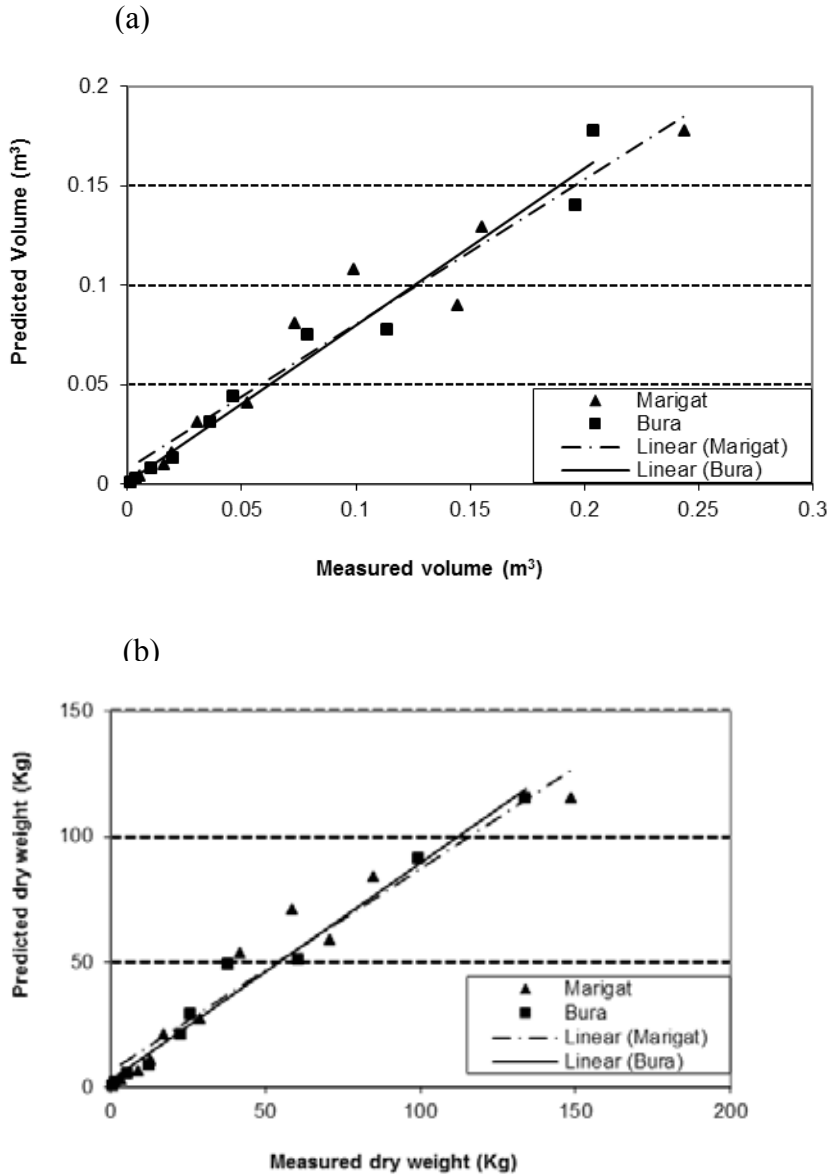 (a)
0.2
0.15
0.1
0.05
0
Predicted Volume (m³)
Marigat
Bura
Linear (Marigat)
Linear (Bura)
0 0.05 0.1 0.15 0.2 0.25 0.3
Measured volume (m³)
(b)
150
100
50
0
Predicted dry weight (Kg)
Marigat
Bura
Linear (Marigat)
Linear (Bura)
0 50 100 150 200
Measured dry weight (Kg)